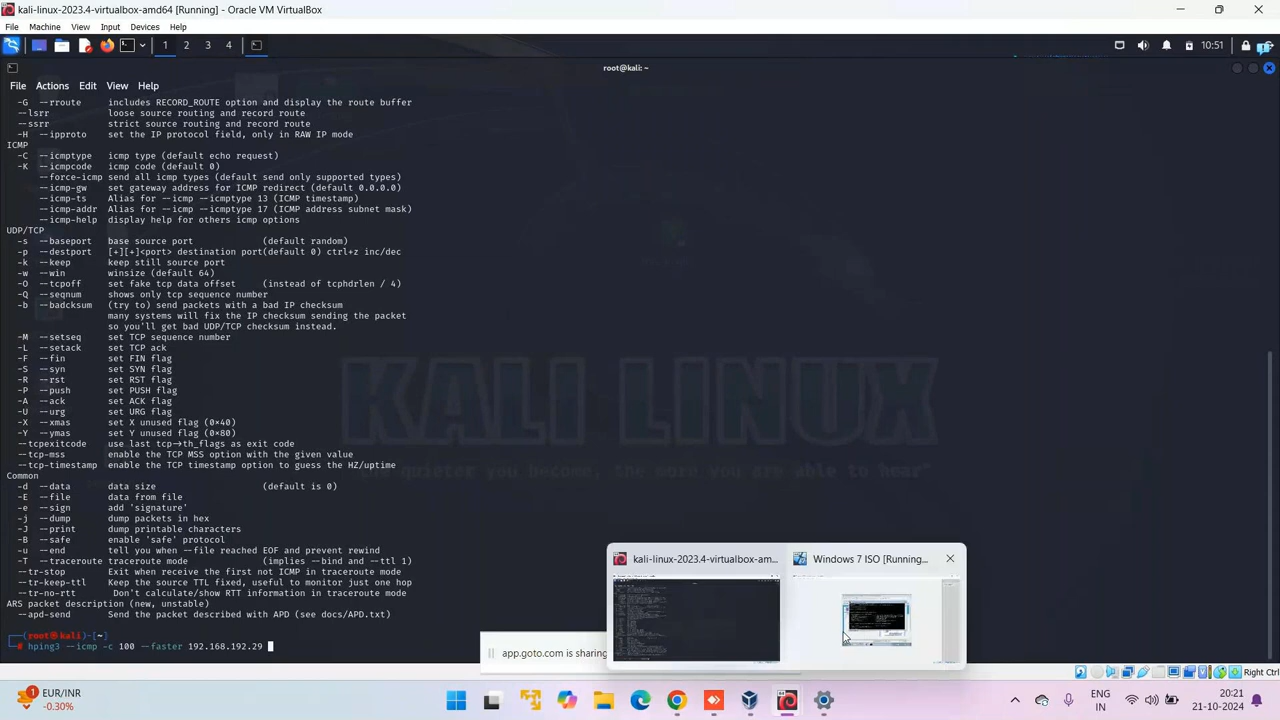 kali-linux-2023.4-virtualbox-amd64 [Running] - Oracle VM VirtualBox
File Machine View Input Devices Help
1 2 3 4 10:51
root@kali: ~
File Actions Edit View Help
-G --rroute includes RECORD_ROUTE option and display the route buffer
--lsrr loose source routing and record route
--ssrr strict source routing and record route
-H --ipproto set the IP protocol field, only in RAW IP mode
ICMP
-C --icmptype icmp type (default echo request)
-K --icmpcode icmp code (default 0)
--force-icmp send all icmp types (default send only supported types)
--icmp-gw set gateway address for ICMP redirect (default 0.0.0.0)
--icmp-ts Alias for --icmp --icmptype 13 (ICMP timestamp)
--icmp-addr Alias for --icmp --icmptype 17 (ICMP address subnet mask)
--icmp-help display help for others icmp options
UDP/TCP
-s --baseport base source port (default random)
-p --destport [+][+]<port> destination port(default 0) ctrl+z inc/dec
-k --keep keep still source port
-w --win winsize (default 64)
-O --tcpoff set fake tcp data offset (instead of tcphdrlen / 4)
-Q --seqnum shows only tcp sequence number
-b --badcksum (try to) send packets with a bad IP checksum
many systems will fix the IP checksum sending the packet
so you'll get bad UDP/TCP checksum instead.
-M --setseq set TCP sequence number
-L --setack set TCP ack
-F --fin set FIN flag
-S --syn set SYN flag
-R --rst set RST flag
-P --push set PUSH flag
-A --ack set ACK flag
-U --urg set URG flag
-X --xmas set X unused flag (0×40)
-Y --ymas set Y unused flag (0×80)
--tcpexitcode use last tcp→th_flags as exit code
--tcp-mss enable the TCP MSS option with the given value
--tcp-timestamp enable the TCP timestamp option to guess the HZ/uptime
Common
-d --data data size (default is 0)
-E --file data from file
-e --sign add 'signature'
-j --dump dump packets in hex
-J --print dump printable characters
-B --safe enable 'safe' protocol
-u --end tell you when --file reached EOF and prevent rewind
-T --traceroute traceroute mode (implies --bind and --ttl 1)
--tr-stop Exit when receive the first not ICMP in traceroute mode
--tr-keep-ttl Keep the source TTL fixed, useful to monitor just one hop
--tr-no-rtt Don't calculate/show RTT information in traceroute mode
ARS packet description (new, unstable)
--apd-send Send the packet described with APD (see docs/APD.txt)
(root㉿kali)-[~]
# hping3 --icmp -c 100 --faster 192.168.192.29
KALI LINUX
the quieter you become, the more you are able to hear"
kali-linux-2023.4-virtualbox-am... Windows 7 ISO [Running...
app.goto.com is sharing
Right Ctrl
EUR/INR
-0.30%
1
ENG
IN
20:21
21-10-2024